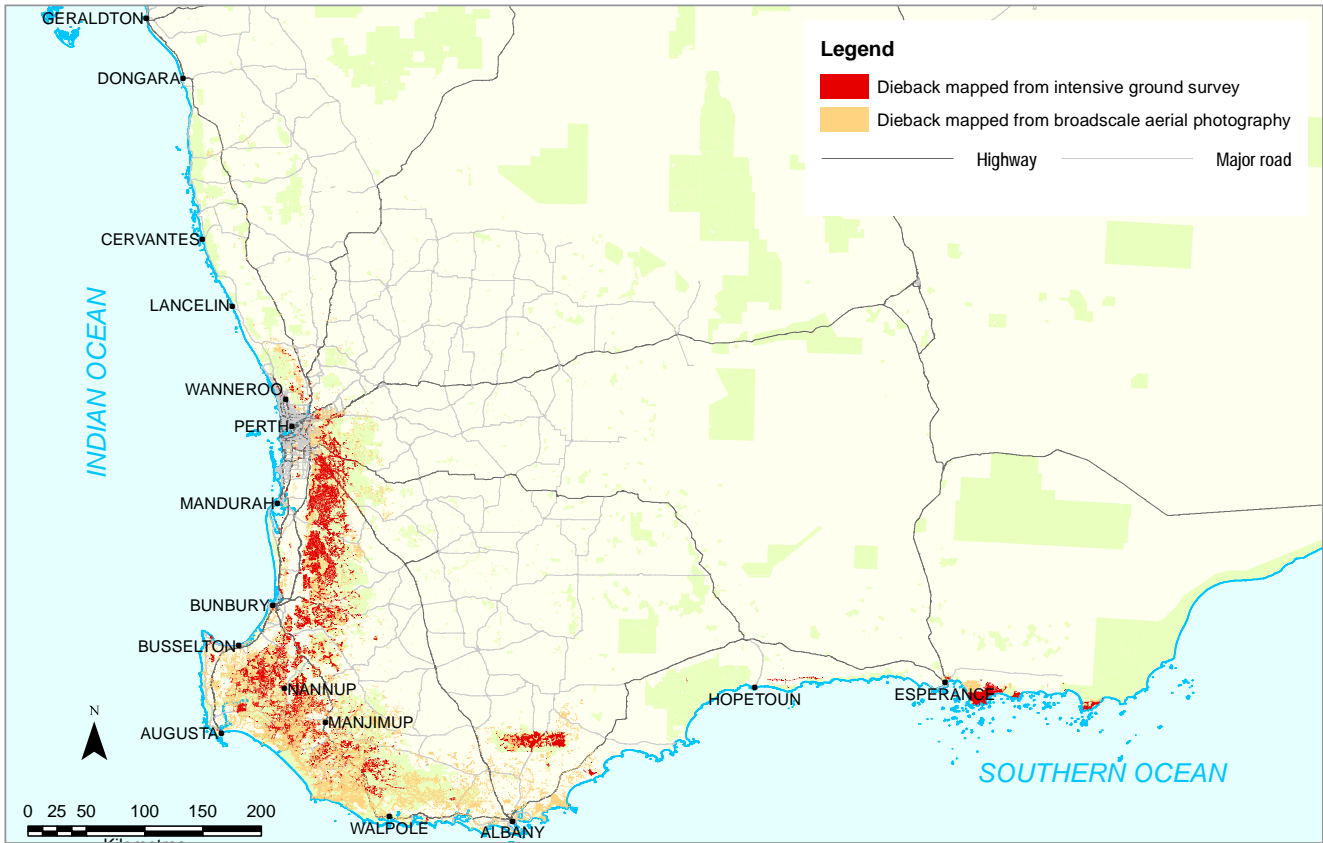 GERALDTON
DONGARA
CERVANTES
LANCELIN
WANNEROO
PERTH
MANDURAH
BUNBURY
BUSSELTON
NANNUP
MANJIMUP
AUGUSTA
WALPOLE
ALBANY
HOPETOUN
ESPERANCE
INDIAN OCEAN
SOUTHERN OCEAN
Legend
Dieback mapped from intensive ground survey
Dieback mapped from broadscale aerial photography
Highway Major road
N
0 25 50 100 150 200
Kilometres